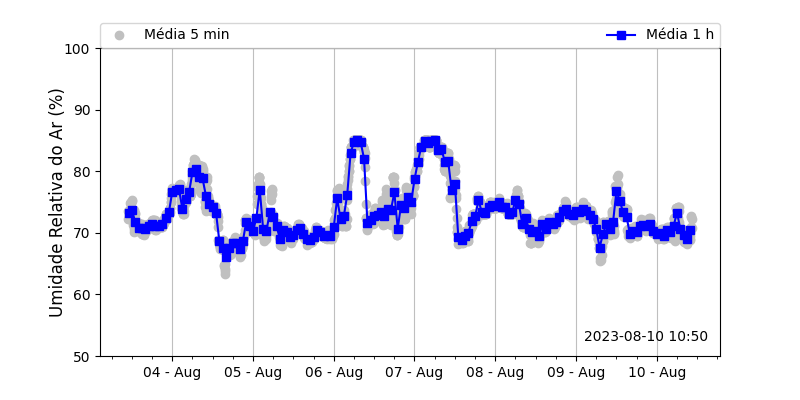 Média 5 min
Média 1 h
Umidade Relativa do Ar (%)
100
90
80
70
60
50
2023-08-10 10:50
04 - Aug
05 - Aug
06 - Aug
07 - Aug
08 - Aug
09 - Aug
10 - Aug